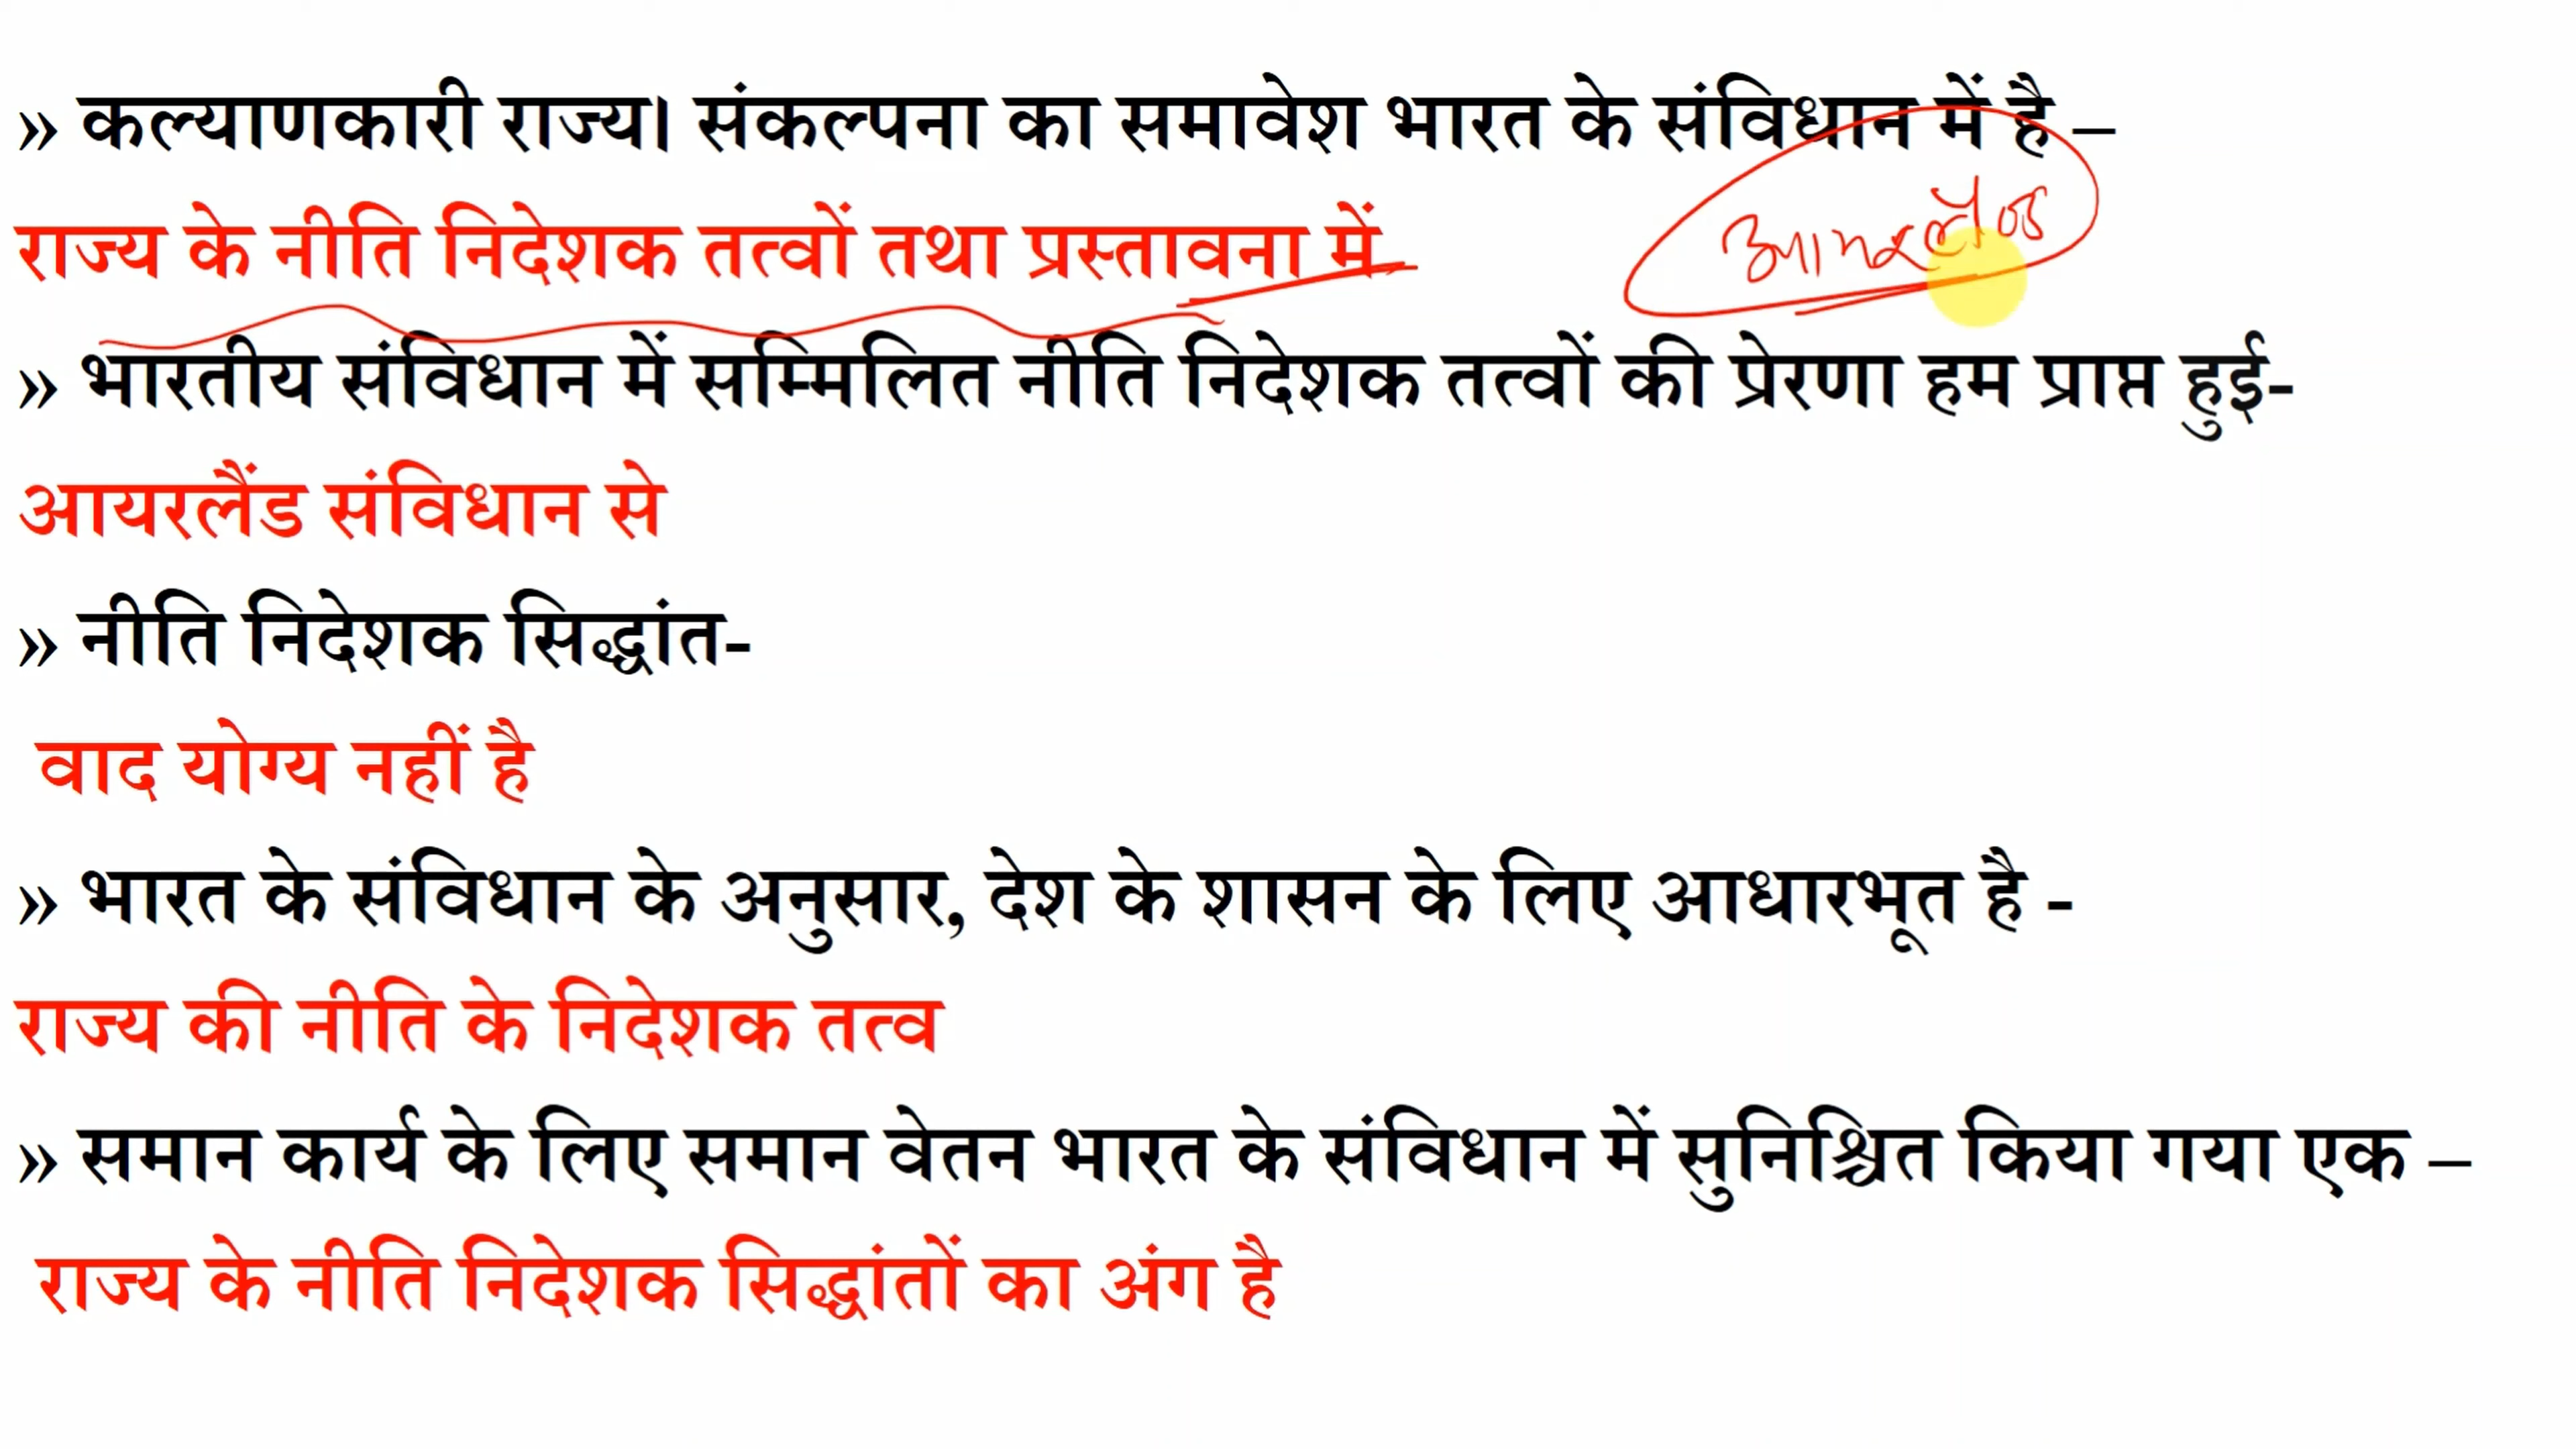 » कल्याणकारी राज्य। संकल्पना का समावेश भारत के संविधान में है –
राज्य के नीति निदेशक तत्वों तथा प्रस्तावना में
आयरलैंड
» भारतीय संविधान में सम्मिलित नीति निदेशक तत्वों की प्रेरणा हम प्राप्त हुई-
आयरलैंड संविधान से
» नीति निदेशक सिद्धांत-
वाद योग्य नहीं है
» भारत के संविधान के अनुसार, देश के शासन के लिए आधारभूत है -
राज्य की नीति के निदेशक तत्व
» समान कार्य के लिए समान वेतन भारत के संविधान में सुनिश्चित किया गया एक –
राज्य के नीति निदेशक सिद्धांतों का अंग है